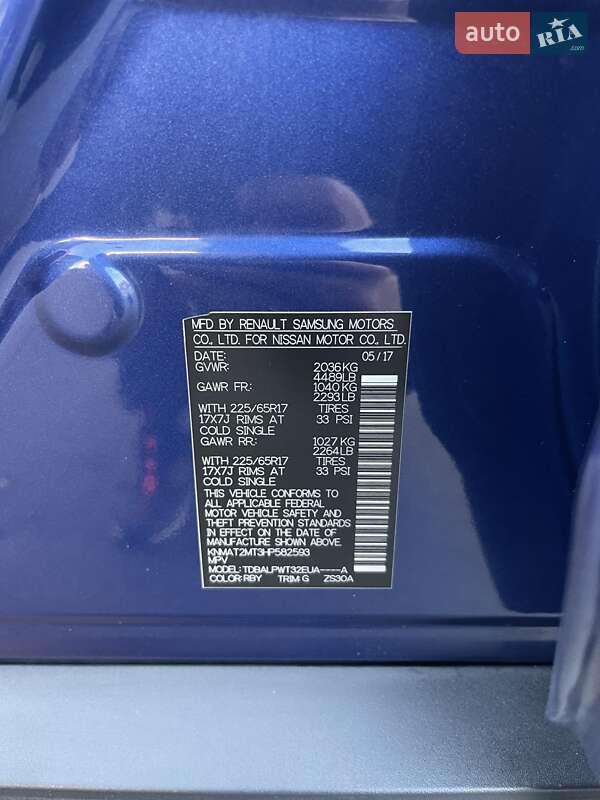 auto RIA.com
MFD BY RENAULT SAMSUNG MOTORS
CO., LTD. FOR NISSAN MOTOR CO., LTD.
DATE: 05/17
GVWR: 2036KG
4489LB
GAWR FR: 1040KG
2293LB
WITH 225/65R17 TIRES
17X7J RIMS AT 33 PSI
COLD SINGLE
GAWR RR: 1027KG
2264LB
WITH 225/65R17 TIRES
17X7J RIMS AT 33 PSI
COLD SINGLE
THIS VEHICLE CONFORMS TO
ALL APPLICABLE FEDERAL
MOTOR VEHICLE SAFETY AND
THEFT PREVENTION STANDARDS
IN EFFECT ON THE DATE OF
MANUFACTURE SHOWN ABOVE.
KNMAT2MT3HP582593
MPV
MODEL: TDBALPWT32EUA----A
COLOR: RBY TRIM G ZS30A